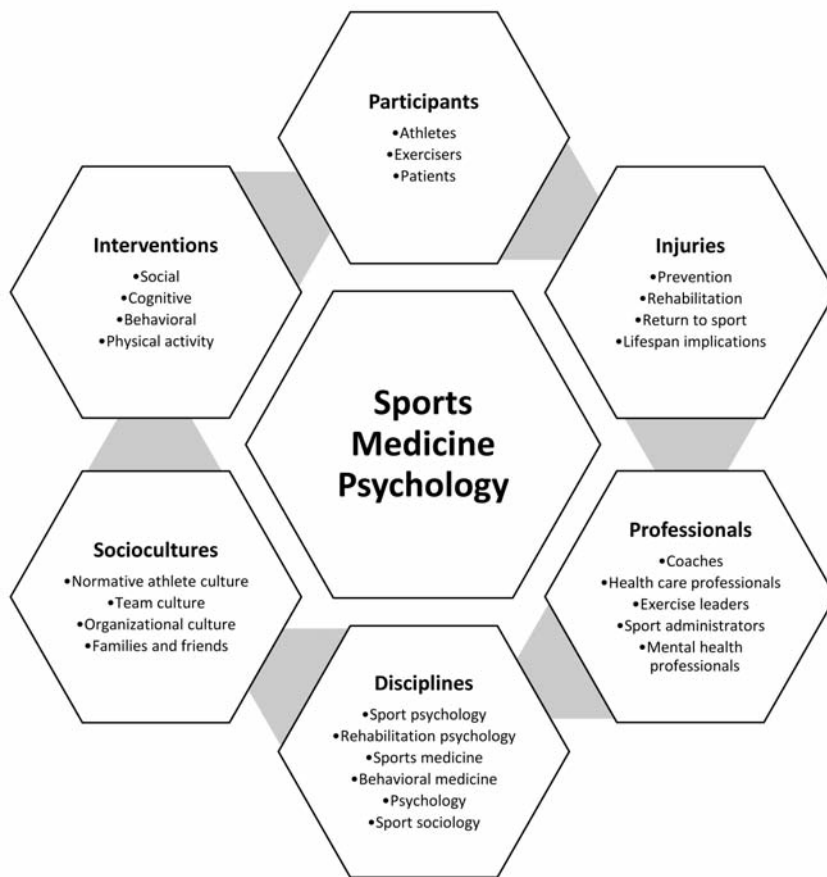 Participants
•Athletes
•Exercisers
•Patients
Interventions
•Social
•Cognitive
•Behavioral
•Physical activity
Injuries
•Prevention
•Rehabilitation
•Return to sport
•Lifespan implications
Sports
Medicine
Psychology
Sociocultures
•Normative athlete culture
•Team culture
•Organizational culture
•Families and friends
Professionals
•Coaches
•Health care professionals
•Exercise leaders
•Sport administrators
•Mental health
professionals
Disciplines
•Sport psychology
•Rehabilitation psychology
•Sports medicine
•Behavioral medicine
•Psychology
•Sport sociology